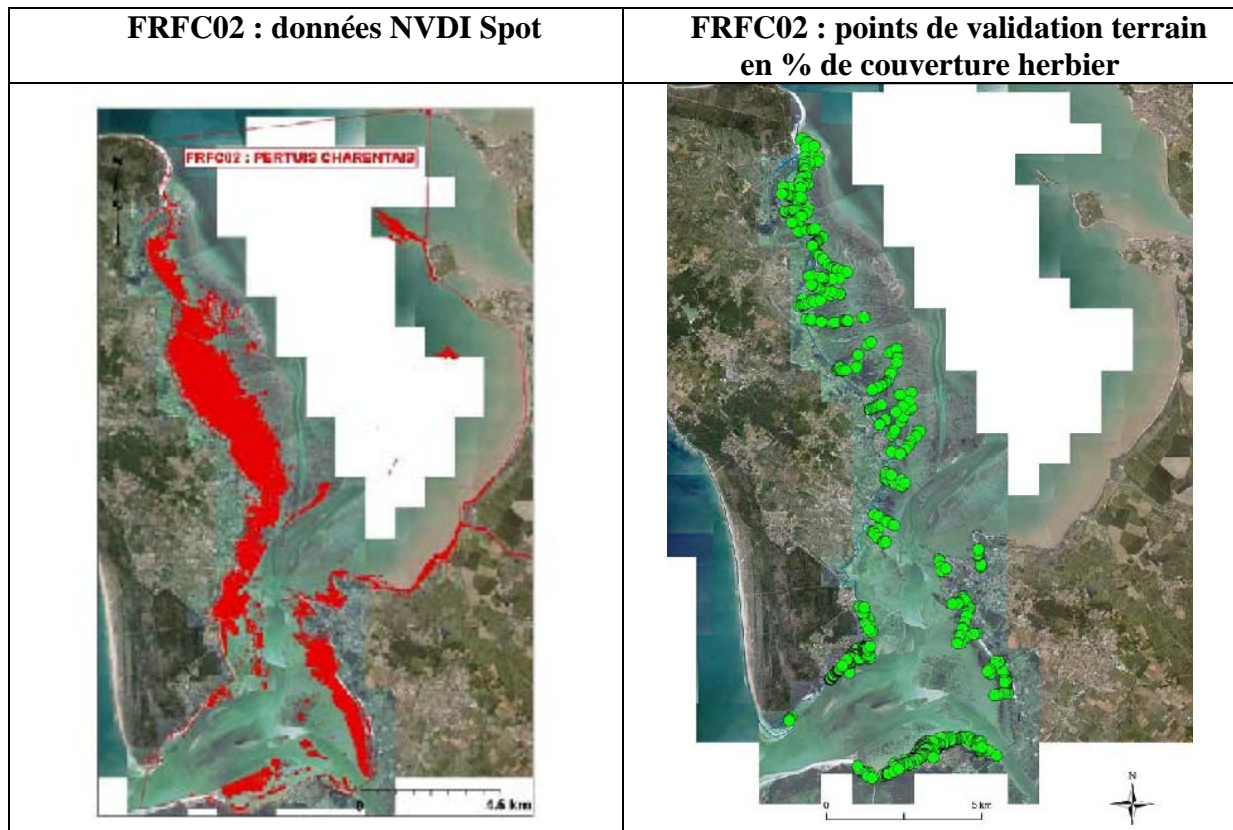 FRFC02 : données NVDI Spot
FRFC02 : points de validation terrain
en % de couverture herbier
FRFC02 : PERTUIS CHARENTAIS
0
4.6 km
0
5 km
N